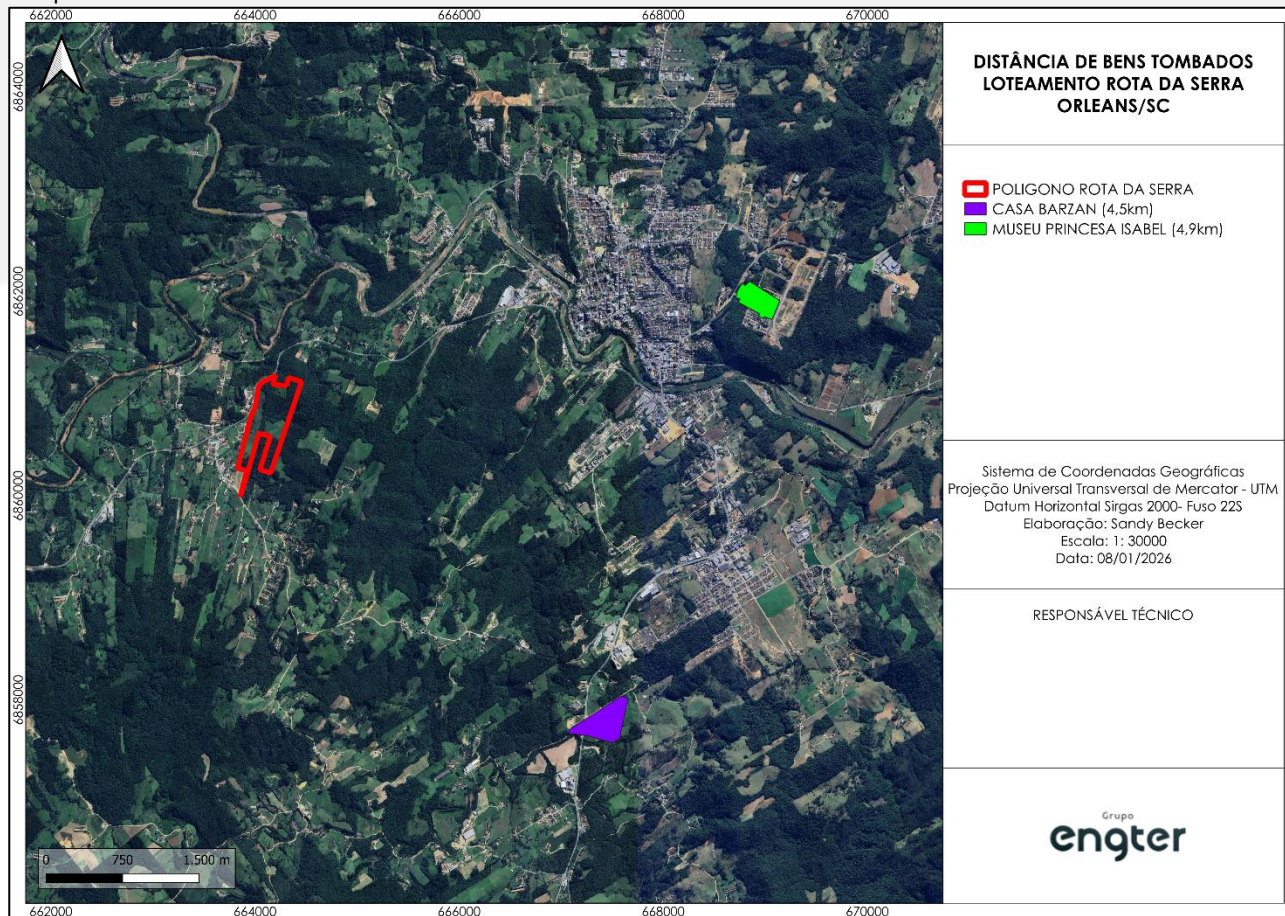 662000 664000 666000 668000 670000
6864000
6862000
6860000
6858000
0 750 1.500 m
662000 664000 666000 668000 670000
DISTÂNCIA DE BENS TOMBADOS
LOTEAMENTO ROTA DA SERRA
ORLEANS/SC
POLIGONO ROTA DA SERRA
CASA BARZAN (4,5km)
MUSEU PRINCESA ISABEL (4,9km)
Sistema de Coordenadas Geográficas
Projeção Universal Transversal de Mercator - UTM
Datum Horizontal Sirgas 2000- Fuso 22S
Elaboração: Sandy Becker
Escala: 1: 30000
Data: 08/01/2026
RESPONSÁVEL TÉCNICO
Grupo
engter